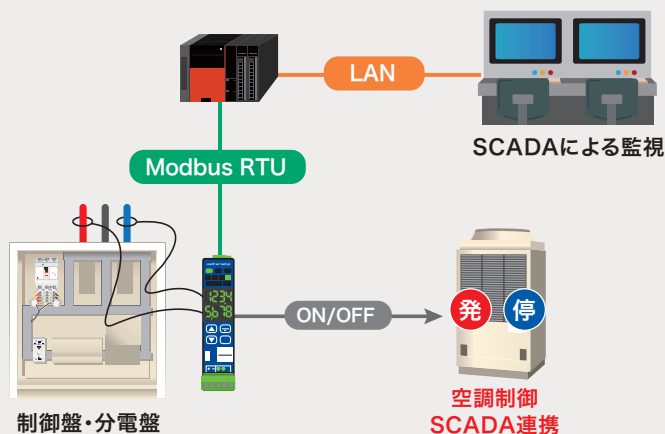 LAN
SCADAによる監視
Modbus RTU
1234
5678
ON/OFF
発 停
制御盤・分電盤
空調制御
SCADA連携